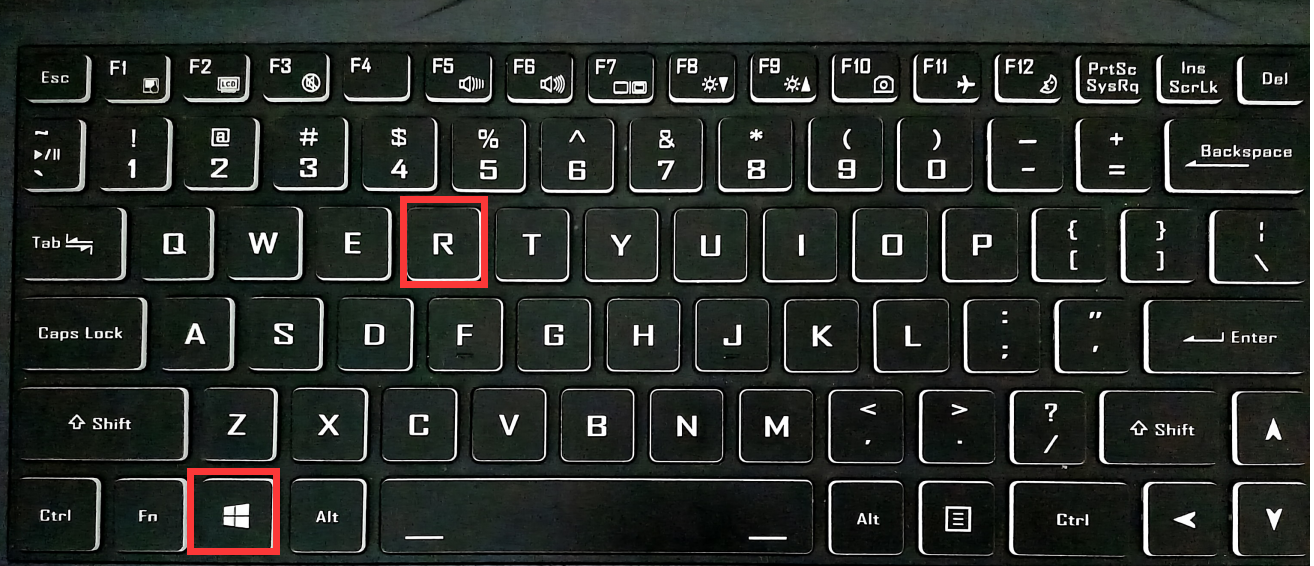 Esc F1 F2 LCD F3 F4 F5 F6 F7 F8 F9 F10 F11 F12 PrtSc SysRq Ins ScrLk Del
~ ` ! 1 @ 2 # 3 $ 4 % 5 ^ 6 & 7 * 8 ( 9 ) 0 — - + = Backspace
Tab Q W E R T Y U I O P { [ } ] ¦ \
Caps Lock A S D F G H J K L : ; " ' Enter
Shift Z X C V B N M < , > . ? / Shift
Ctrl Fn Alt Alt Ctrl